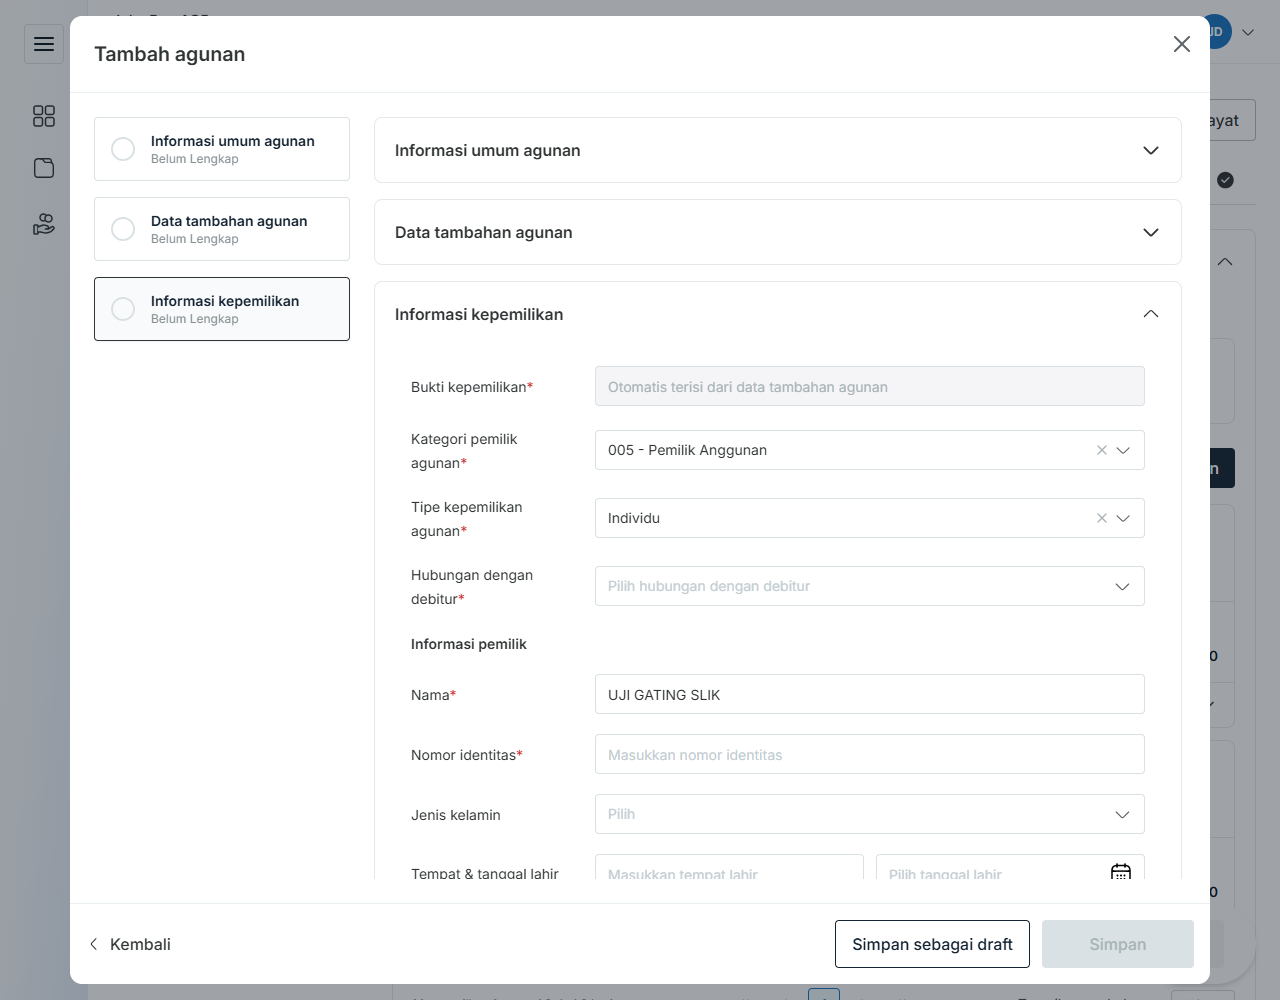 Tambah agunan
JD
ayat
Informasi umum agunan
Belum Lengkap
Data tambahan agunan
Belum Lengkap
Informasi kepemilikan
Belum Lengkap
Informasi umum agunan
Data tambahan agunan
Informasi kepemilikan
Bukti kepemilikan*
Otomatis terisi dari data tambahan agunan
Kategori pemilik
agunan*
005 - Pemilik Anggunan
Tipe kepemilikan
agunan*
Individu
Hubungan dengan
debitur*
Pilih hubungan dengan debitur
Informasi pemilik
Nama*
UJI GATING SLIK
Nomor identitas*
Masukkan nomor identitas
Jenis kelamin
Pilih
Tempat & tanggal lahir
Masukkan tempat lahir
Pilih tanggal lahir
n
0
0
Kembali
Simpan sebagai draft
Simpan